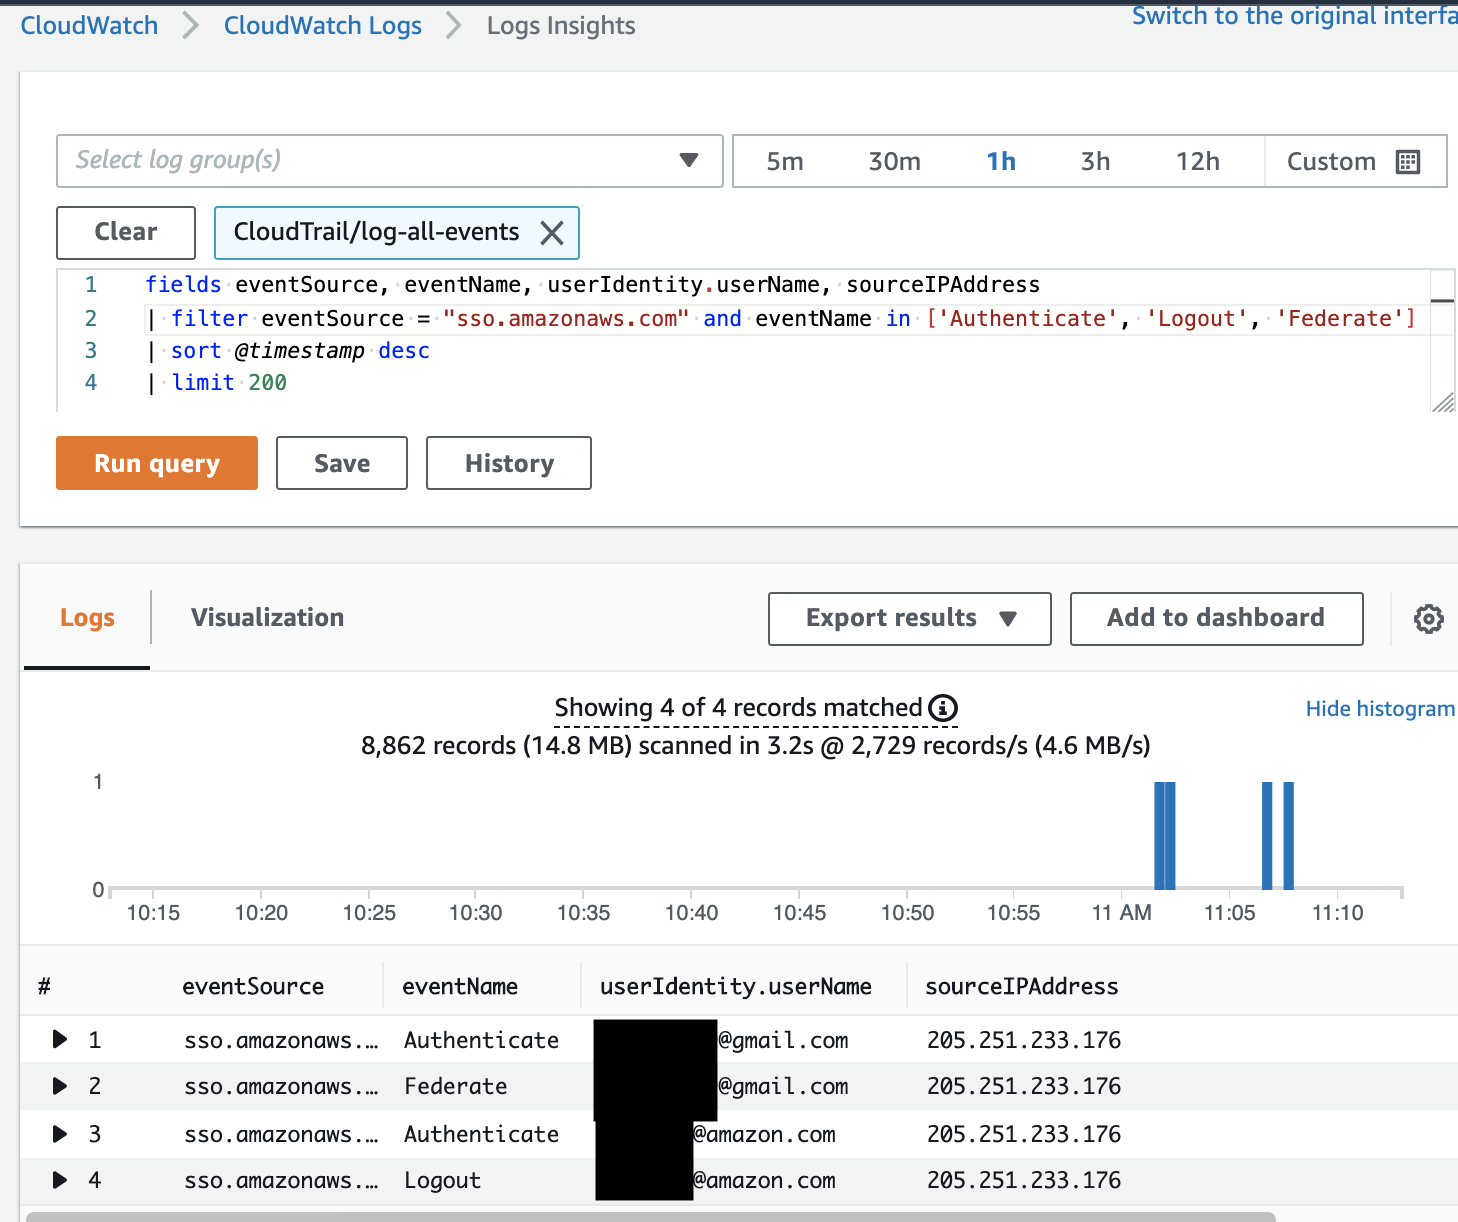 CloudWatch > CloudWatch Logs > Logs Insights
Switch to the original interfa
Select log group(s)
5m 30m 1h 3h 12h Custom
Clear CloudTrail/log-all-events
1 fields eventSource, eventName, userIdentity.userName, sourceIPAddress
2 | filter eventSource = "sso.amazonaws.com" and eventName in ['Authenticate', 'Logout', 'Federate']
3 | sort @timestamp desc
4 | limit 200
Run query Save History
Logs Visualization Export results Add to dashboard
Showing 4 of 4 records matched
Hide histogram
8,862 records (14.8 MB) scanned in 3.2s @ 2,729 records/s (4.6 MB/s)
1
0
10:15 10:20 10:25 10:30 10:35 10:40 10:45 10:50 10:55 11 AM 11:05 11:10
# eventSource eventName userIdentity.userName sourceIPAddress
1 sso.amazonaws.… Authenticate @gmail.com 205.251.233.176
2 sso.amazonaws.… Federate @gmail.com 205.251.233.176
3 sso.amazonaws.… Authenticate @amazon.com 205.251.233.176
4 sso.amazonaws.… Logout @amazon.com 205.251.233.176